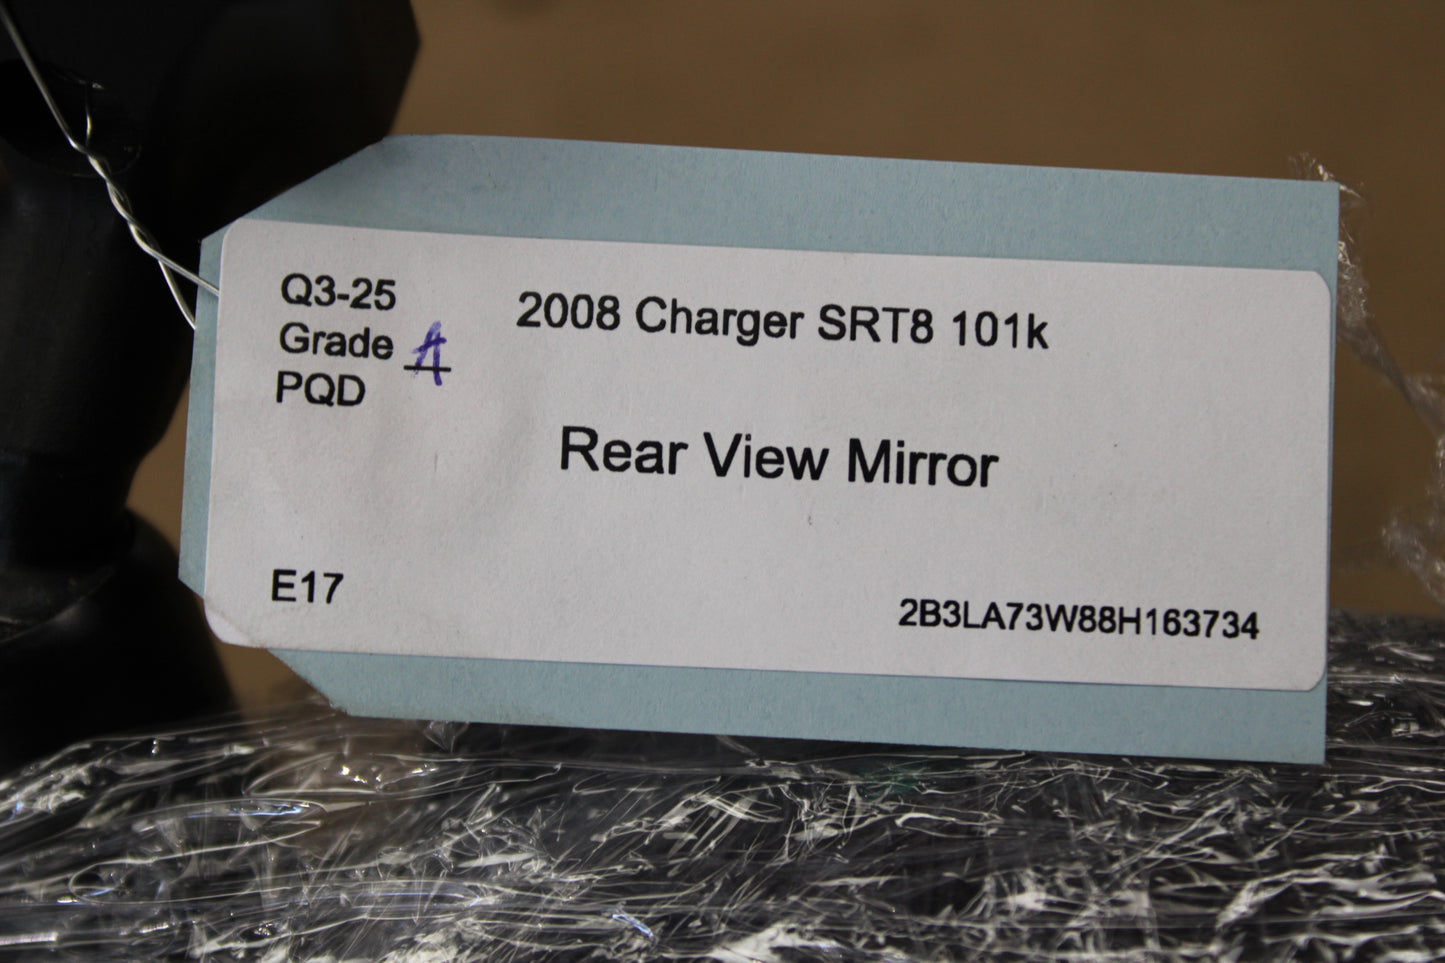 Q3-25
Grade A
PQD
2008 Charger SRT8 101k
Rear View Mirror
E17
2B3LA73W88H163734